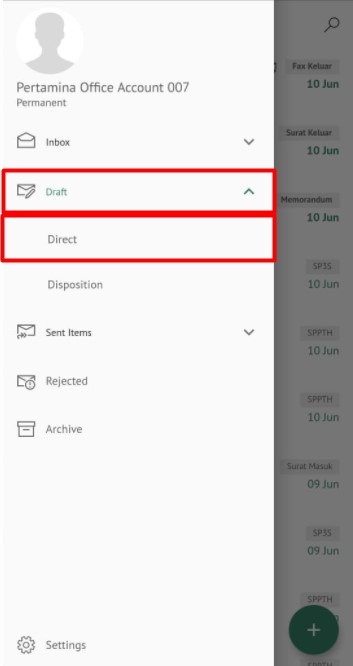 Pertamina Office Account 007
Permanent
Inbox
Draft
Direct
Disposition
Sent Items
Rejected
Archive
Settings
Fax Keluar
10 Jun
Surat Keluar
10 Jun
Memorandum
10 Jun
SP3S
10 Jun
SPPTH
10 Jun
SPPTH
10 Jun
Surat Masuk
09 Jun
SP3S
09 Jun
SPPTH
SPPTH